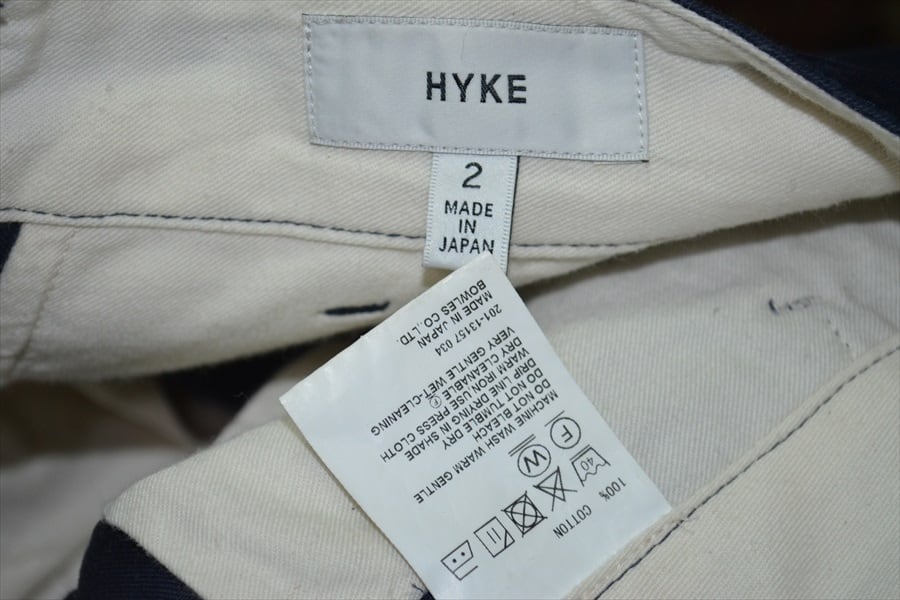 HYKE
2
MADE
IN
JAPAN
100% COTTON
40
F
W
MACHINE WASH WARM GENTLE
DO NOT BLEACH
DO NOT TUMBLE DRY
DRIP LINE DRYING IN SHADE
WARM IRON,USE PRESS CLOTH
DRY CLEANABLE Ⓕ
VERY GENTLE WET-CLEANING
201-13157 034
MADE IN JAPAN
BOWLES CO.,LTD.